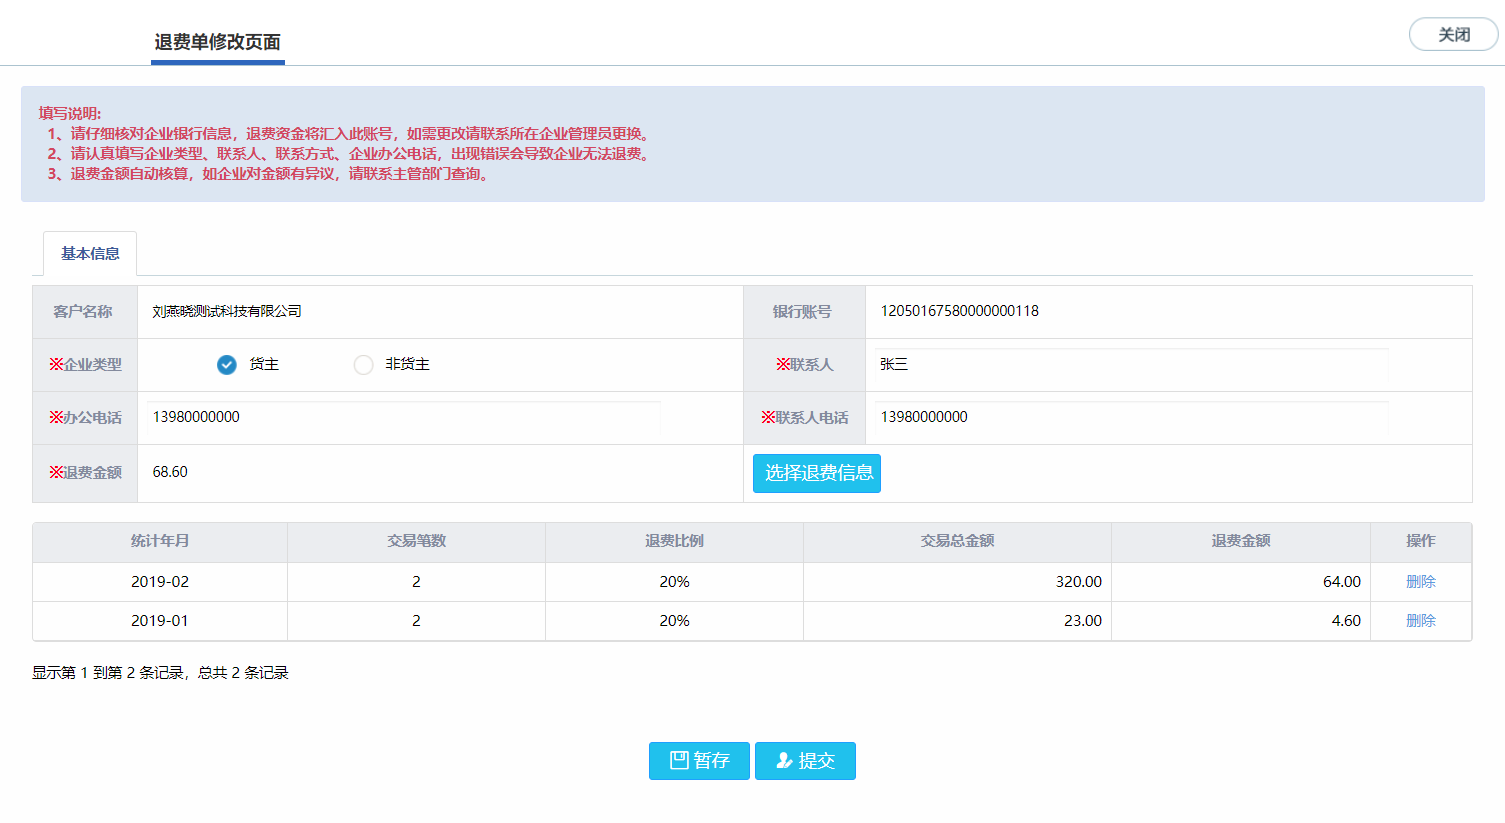 退费单修改页面
关闭
填写说明:
1、请仔细核对企业银行信息，退费资金将汇入此账号，如需更改请联系所在企业管理员更换。
2、请认真填写企业类型、联系人、联系方式、企业办公电话，出现错误会导致企业无法退费。
3、退费金额自动核算，如企业对金额有异议，请联系主管部门查询。
基本信息
客户名称 刘燕晓测试科技有限公司 银行账号 12050167580000000118
※企业类型 货主 非货主 ※联系人 张三
※办公电话 13980000000 ※联系人电话 13980000000
※退费金额 68.60 选择退费信息
统计年月 交易笔数 退费比例 交易总金额 退费金额 操作
2019-02 2 20% 320.00 64.00 删除
2019-01 2 20% 23.00 4.60 删除
显示第 1 到第 2 条记录，总共 2 条记录
暂存 提交